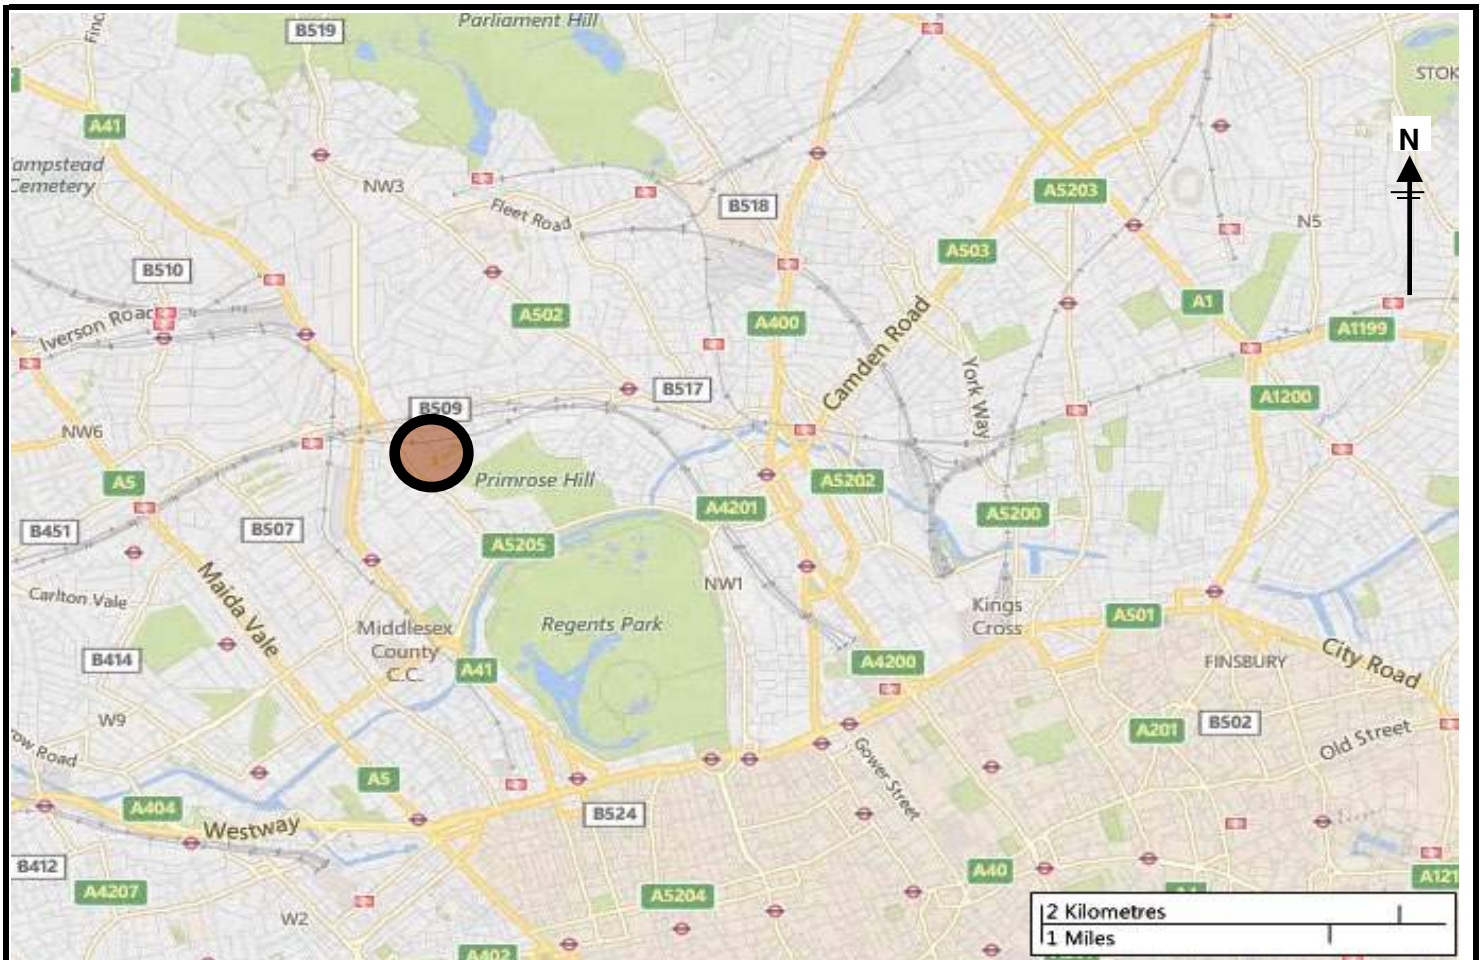 Parliament Hill
B519
Finc
STOK
A41
N
ampstead
Cemetery
NW3
A5203
B518
Fleet Road
N5
A503
B510
A1
Iverson Road
A502
A400
A1199
Camden Road
York Way
B517
A1200
B509
NW6
Primrose Hill
A5
A5202
A4201
A5200
B451
B507
A5205
Maida Vale
NW1
Carlton Vale
Kings
Cross
A501
Middlesex
County
C.C.
Regents Park
City Road
B414
A41
A4200
FINSBURY
W9
A201
B502
Old Street
row Road
Gower Street
A5
A404
B524
Westway
B412
A40
A4207
A5204
A121
2 Kilometres
1 Miles
W2
A402